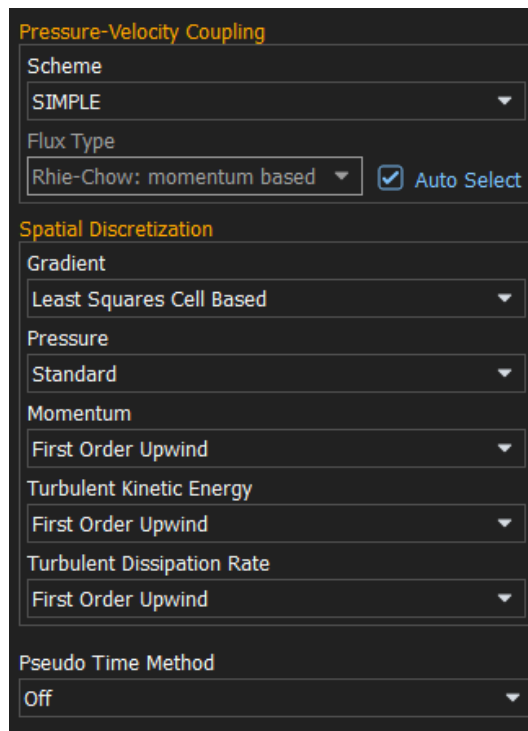 Pressure-Velocity Coupling
Scheme
SIMPLE
Flux Type
Rhie-Chow: momentum based
Auto Select
Spatial Discretization
Gradient
Least Squares Cell Based
Pressure
Standard
Momentum
First Order Upwind
Turbulent Kinetic Energy
First Order Upwind
Turbulent Dissipation Rate
First Order Upwind
Pseudo Time Method
Off